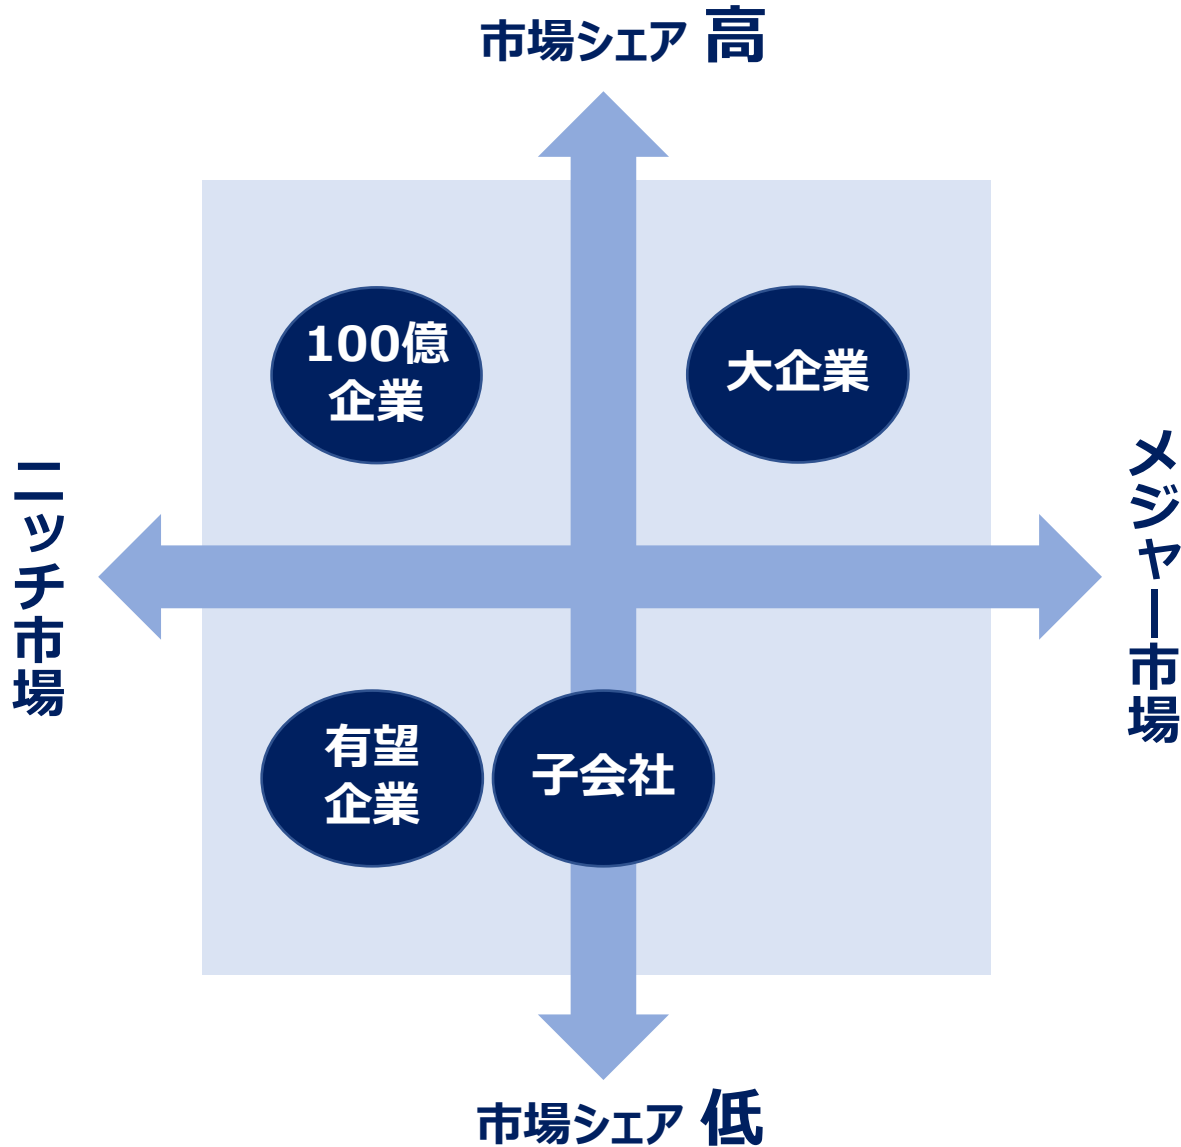 市場シェア 高
100億
企業
大企業
ニッチ市場
メジャー市場
有望
企業
子会社
市場シェア 低